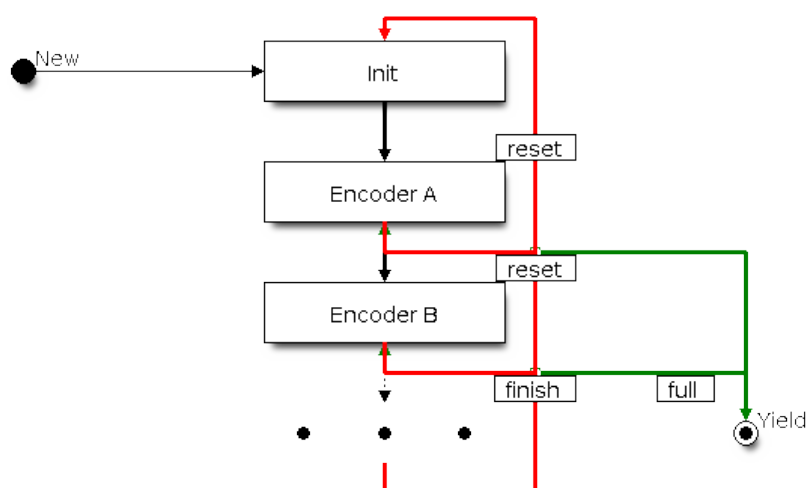 New
Init
reset
Encoder A
reset
Encoder B
finish
full
Yield